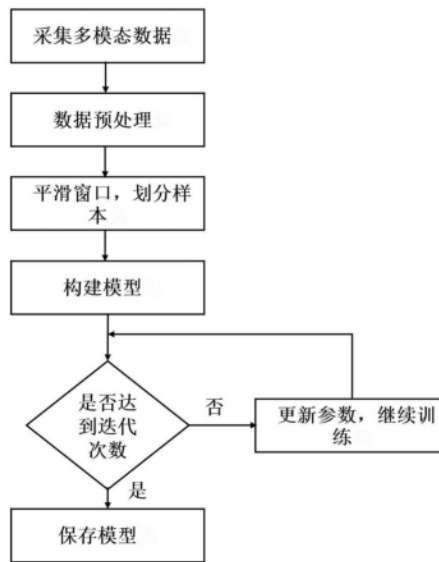 采集多模态数据
数据预处理
平滑窗口，划分样
本
构建模型
是否达
到迭代
次数
否
更新参数，继续训
练
是
保存模型